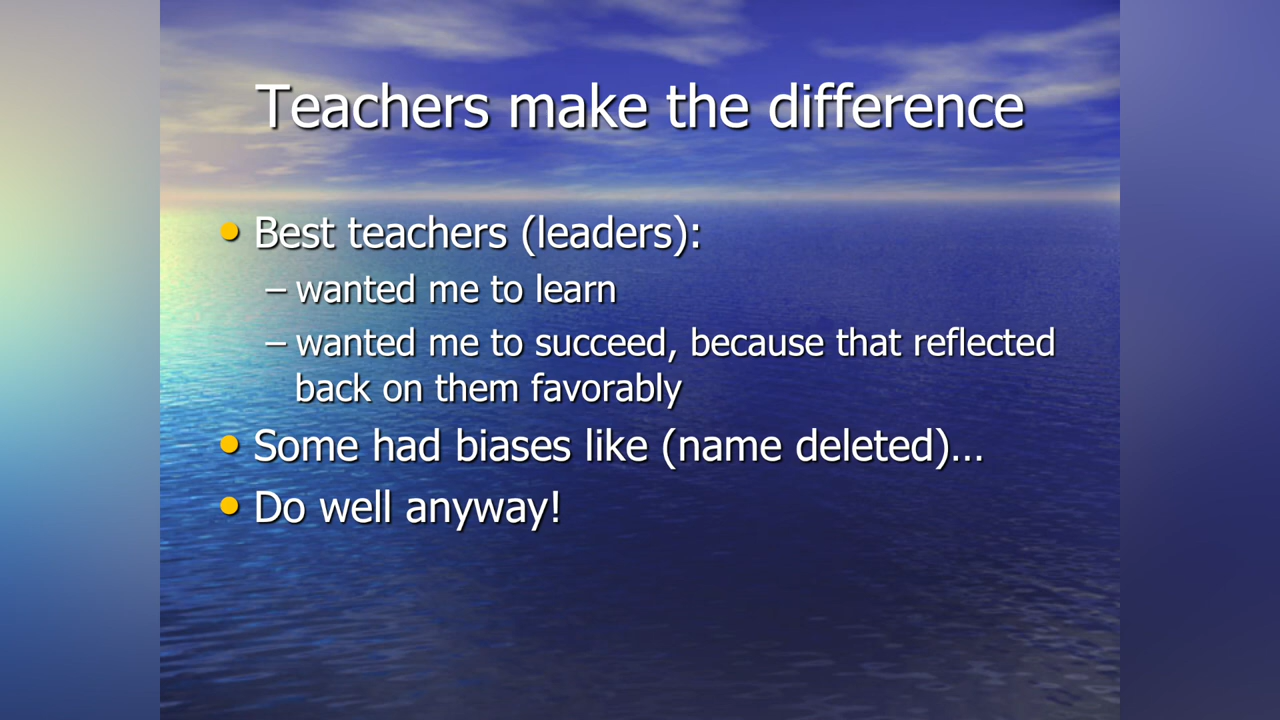 Teachers make the difference
• Best teachers (leaders):
– wanted me to learn
– wanted me to succeed, because that reflected
back on them favorably
• Some had biases like (name deleted)…
• Do well anyway!